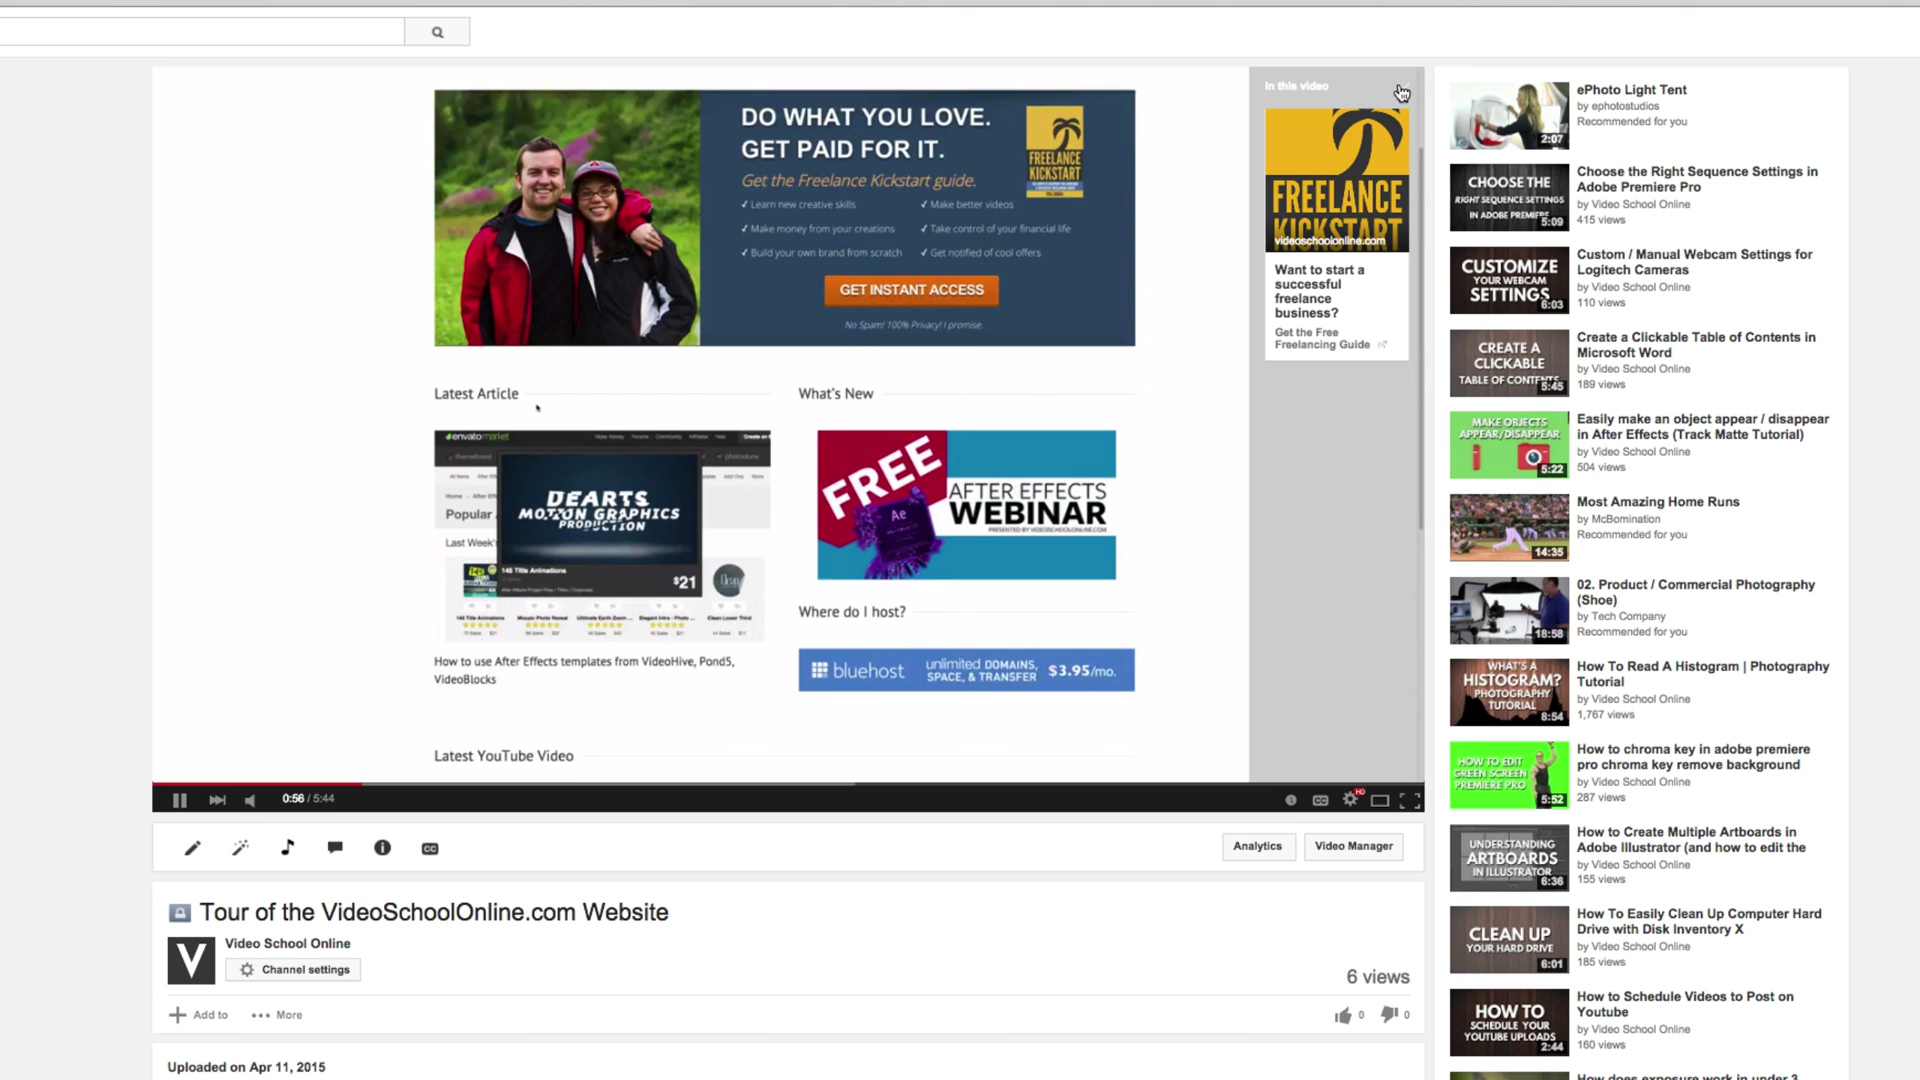 DO WHAT YOU LOVE.
GET PAID FOR IT.
Get the Freelance Kickstart guide.
✓ Learn new creative skills
✓ Make better videos
✓ Make money from your creations
✓ Take control of your financial life
✓ Build your own brand from scratch
✓ Get notified of cool offers
GET INSTANT ACCESS
No Spam! 100% Privacy! I promise.
FREELANCE
KICKSTART
Latest Article
envatomarket
Popular
Last Week's
DEARTS
MOTION GRAPHICS
PRODUCTION
145 Title Animations
$21
How to use After Effects templates from VideoHive, Pond5,
VideoBlocks
What's New
FREE
Ae
AFTER EFFECTS
WEBINAR
PRESENTED BY VIDEOSCHOOLONLINE.COM
Where do I host?
bluehost
unlimited DOMAINS,
SPACE, & TRANSFER
$3.95/mo.
Latest YouTube Video
In this video
FREELANCE
KICKSTART
videoschoolonline.com
Want to start a
successful
freelance
business?
Get the Free
Freelancing Guide
0:56 / 5:44
CC
HD
CC
Analytics
Video Manager
Tour of the VideoSchoolOnline.com Website
V
Video School Online
Channel settings
6 views
Add to
More
0
0
Uploaded on Apr 11, 2015
2:07
ePhoto Light Tent
by ephotostudios
Recommended for you
CHOOSE THE
RIGHT SEQUENCE SETTINGS
IN ADOBE PREMIERE
5:09
Choose the Right Sequence Settings in
Adobe Premiere Pro
by Video School Online
415 views
CUSTOMIZE
YOUR WEBCAM
SETTINGS
6:03
Custom / Manual Webcam Settings for
Logitech Cameras
by Video School Online
110 views
CREATE A
CLICKABLE
TABLE OF CONTENTS
5:45
Create a Clickable Table of Contents in
Microsoft Word
by Video School Online
189 views
MAKE OBJECTS
APPEAR/DISAPPEAR
5:22
Easily make an object appear / disappear
in After Effects (Track Matte Tutorial)
by Video School Online
504 views
14:35
Most Amazing Home Runs
by McBomination
Recommended for you
18:58
02. Product / Commercial Photography
(Shoe)
by Tech Company
Recommended for you
WHAT'S A
HISTOGRAM?
PHOTOGRAPHY
TUTORIAL
8:54
How To Read A Histogram | Photography
Tutorial
by Video School Online
1,767 views
HOW TO EDIT
GREEN SCREEN
PREMIERE PRO
5:52
How to chroma key in adobe premiere
pro chroma key remove background
by Video School Online
287 views
UNDERSTANDING
ARTBOARDS
IN ILLUSTRATOR
6:36
How to Create Multiple Artboards in
Adobe Illustrator (and how to edit the
by Video School Online
155 views
CLEAN UP
YOUR HARD DRIVE
6:01
How To Easily Clean Up Computer Hard
Drive with Disk Inventory X
by Video School Online
185 views
HOW TO
SCHEDULE YOUR
YOUTUBE UPLOADS
2:44
How to Schedule Videos to Post on
Youtube
by Video School Online
160 views
How does exposure work in under 3